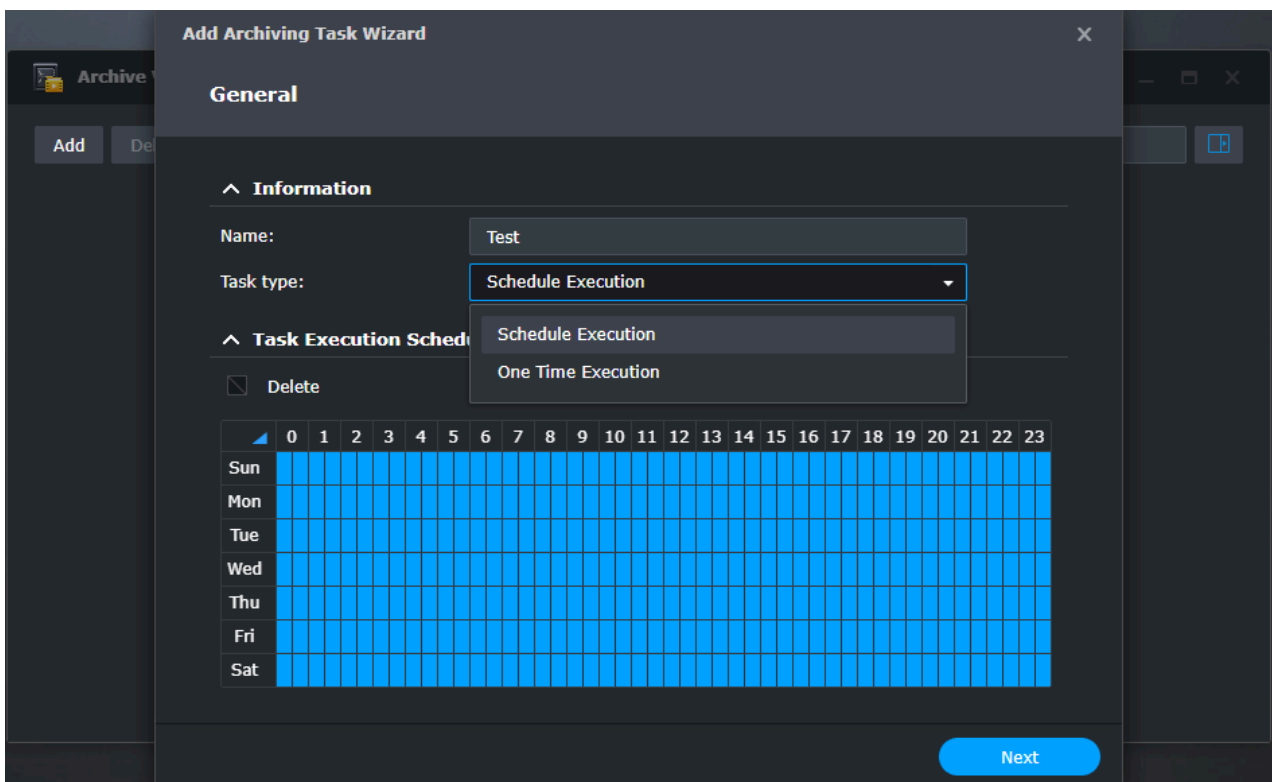 Add Archiving Task Wizard
Archive
General
Add
Information
Name:
Test
Task type:
Schedule Execution
Schedule Execution
One Time Execution
Task Execution
Delete
0 1 2 3 4 5 6 7 8 9 10 11 12 13 14 15 16 17 18 19 20 21 22 23
Sun
Mon
Tue
Wed
Thu
Fri
Sat
Next